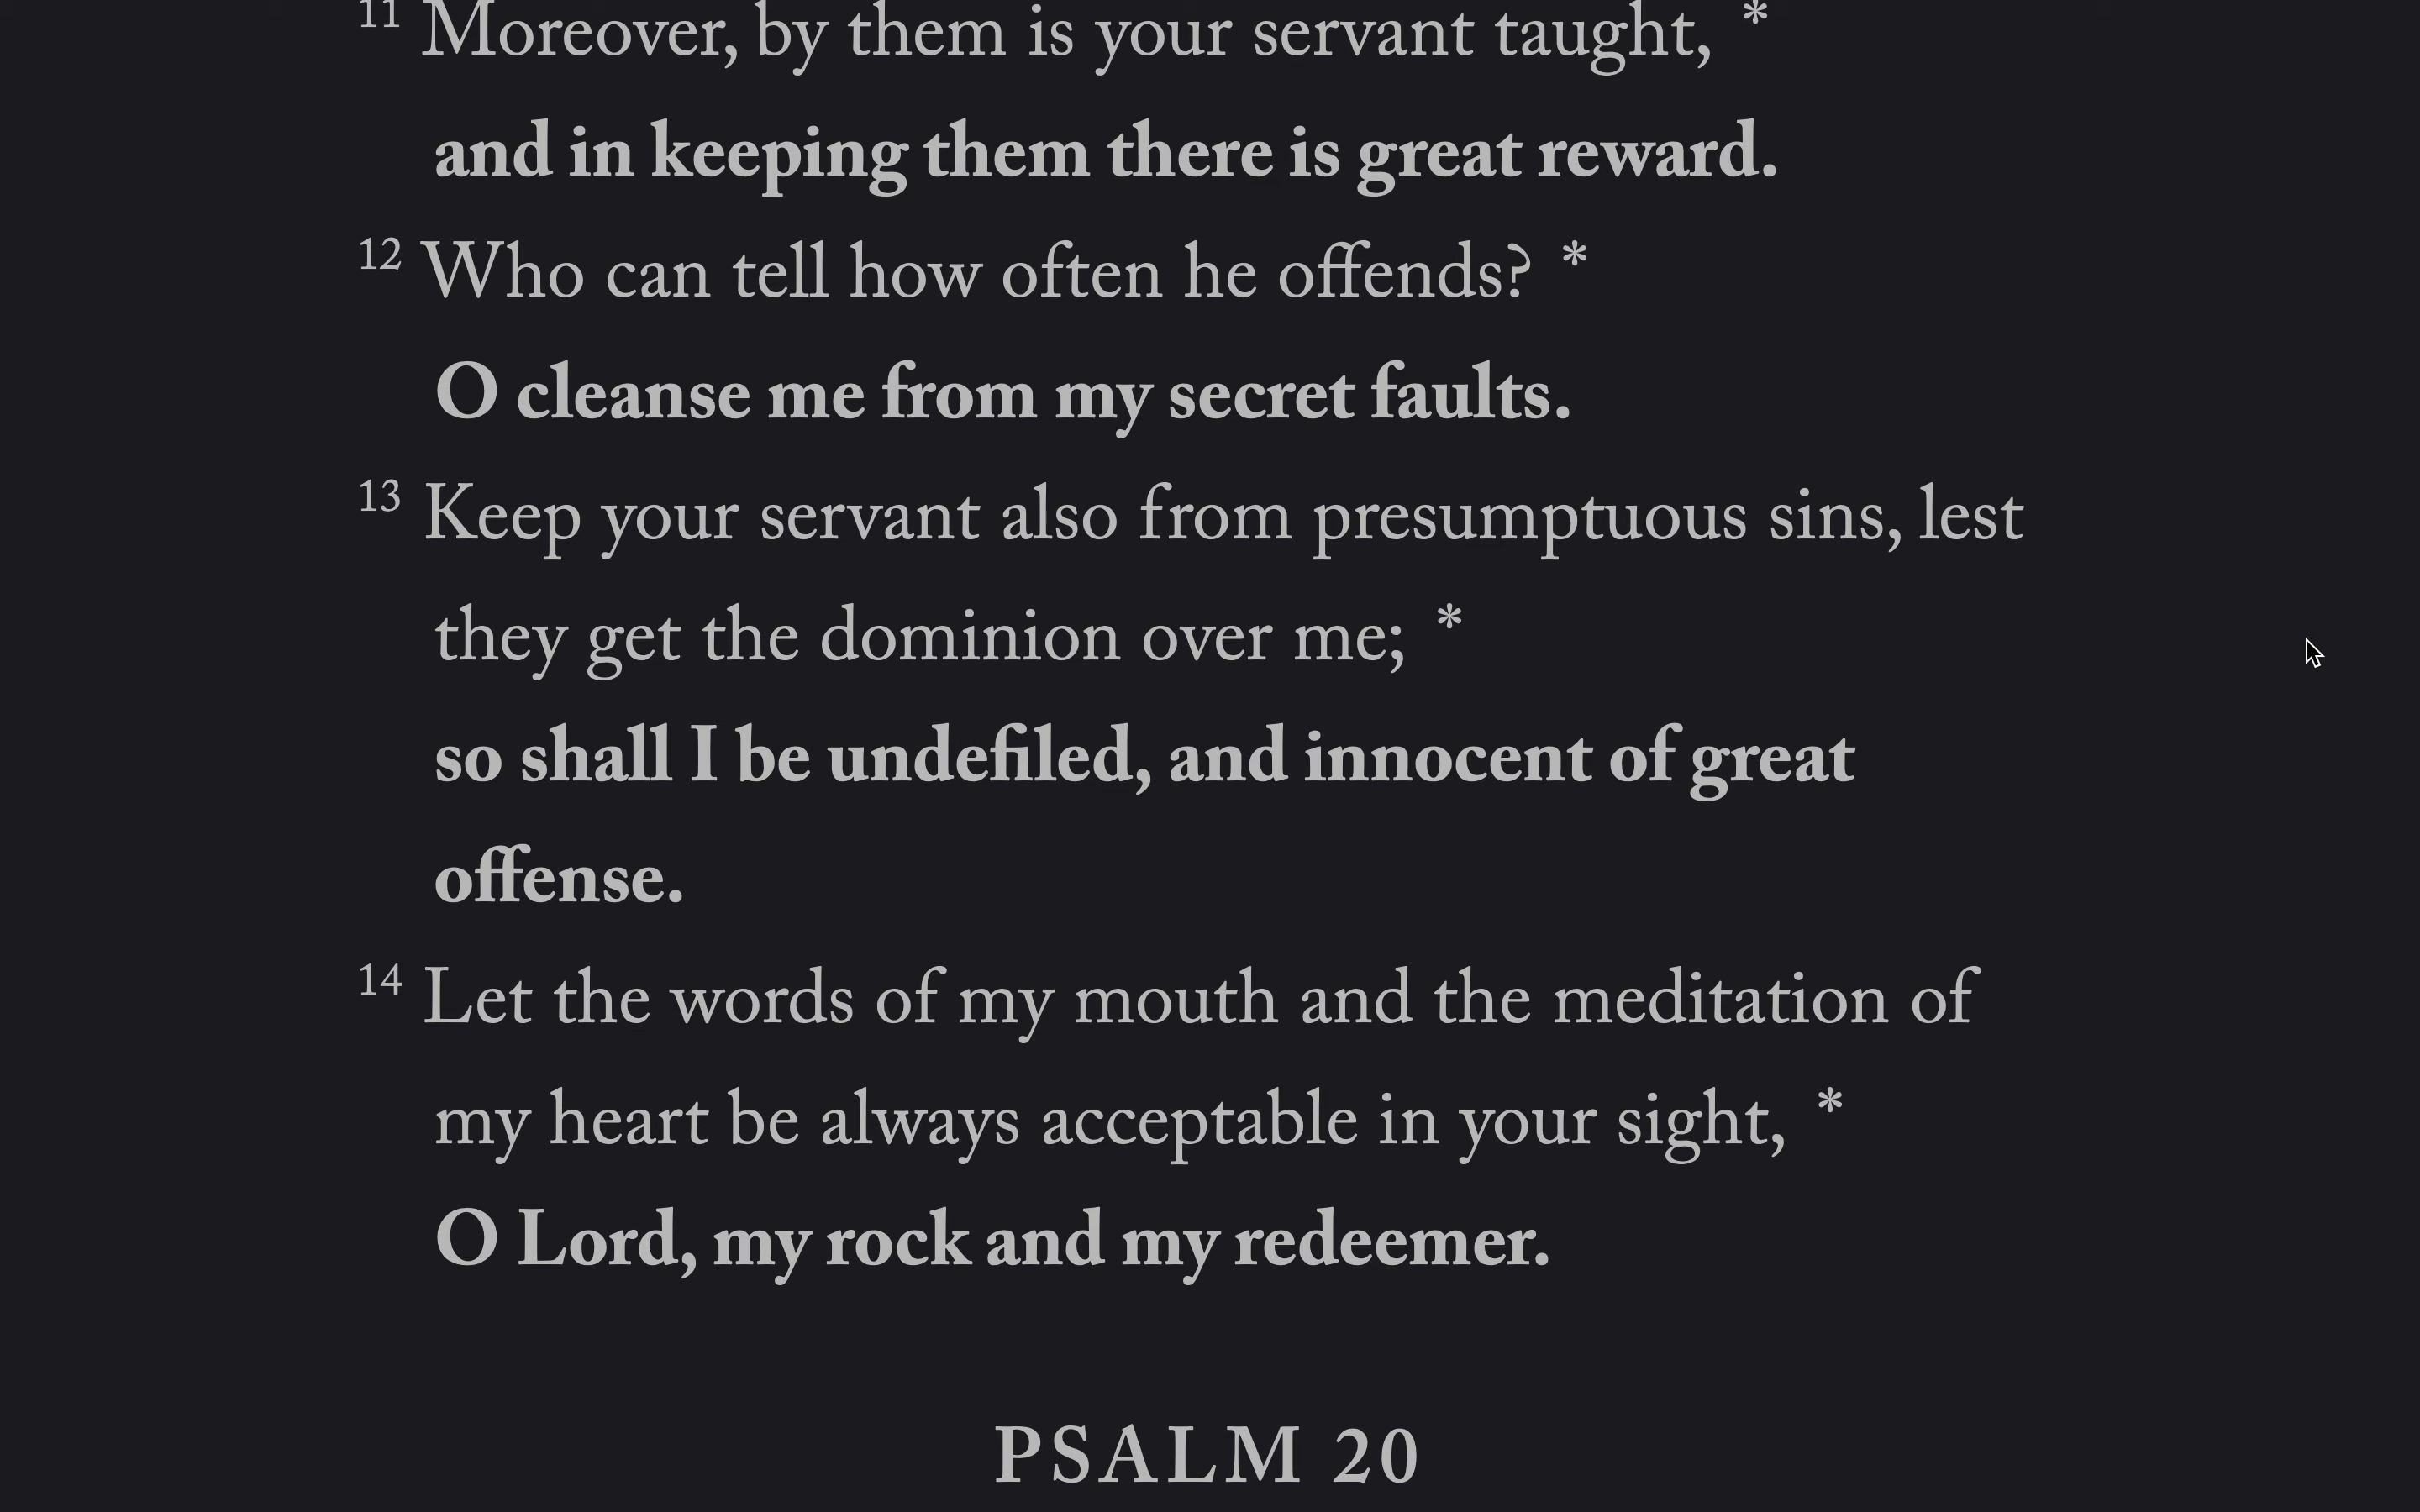 11 Moreover, by them is your servant taught, *
and in keeping them there is great reward.
12 Who can tell how often he offends? *
O cleanse me from my secret faults.
13 Keep your servant also from presumptuous sins, lest
they get the dominion over me; *
so shall I be undefiled, and innocent of great
offense.
14 Let the words of my mouth and the meditation of
my heart be always acceptable in your sight, *
O Lord, my rock and my redeemer.
PSALM 20